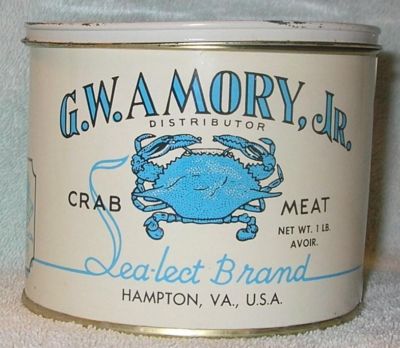 G.W. AMORY, JR.
DISTRIBUTOR
CRAB MEAT
NET WT. 1 LB.
AVOIR.
Sea-lect Brand
HAMPTON, VA., U.S.A.